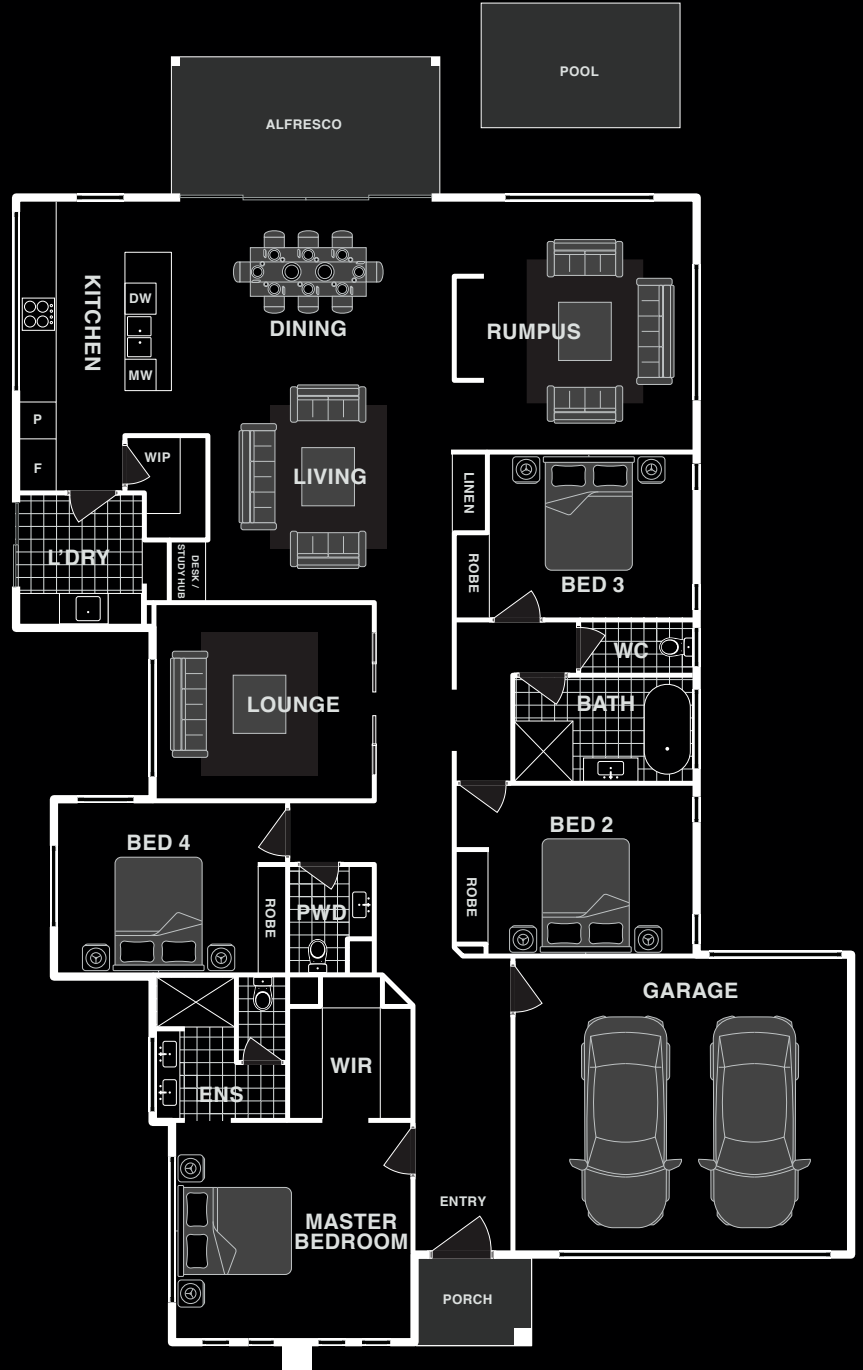 POOL
ALFRESCO
KITCHEN
DW
MW
DINING
RUMPUS
P
F
WIP
LIVING
LINEN
ROBE
BED 3
L'DRY
DESK /
STUDY HUB
WC
BATH
LOUNGE
BED 4
ROBE
PWD
BED 2
ROBE
GARAGE
WIR
ENS
MASTER
BEDROOM
ENTRY
PORCH